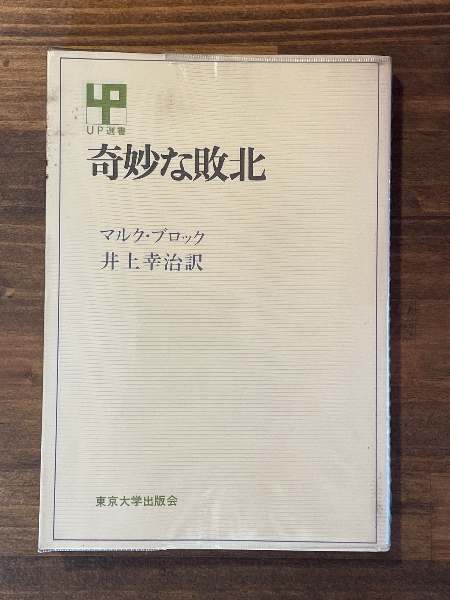 UP選書
奇妙な敗北
マルク・ブロック
井上幸治訳
東京大学出版会